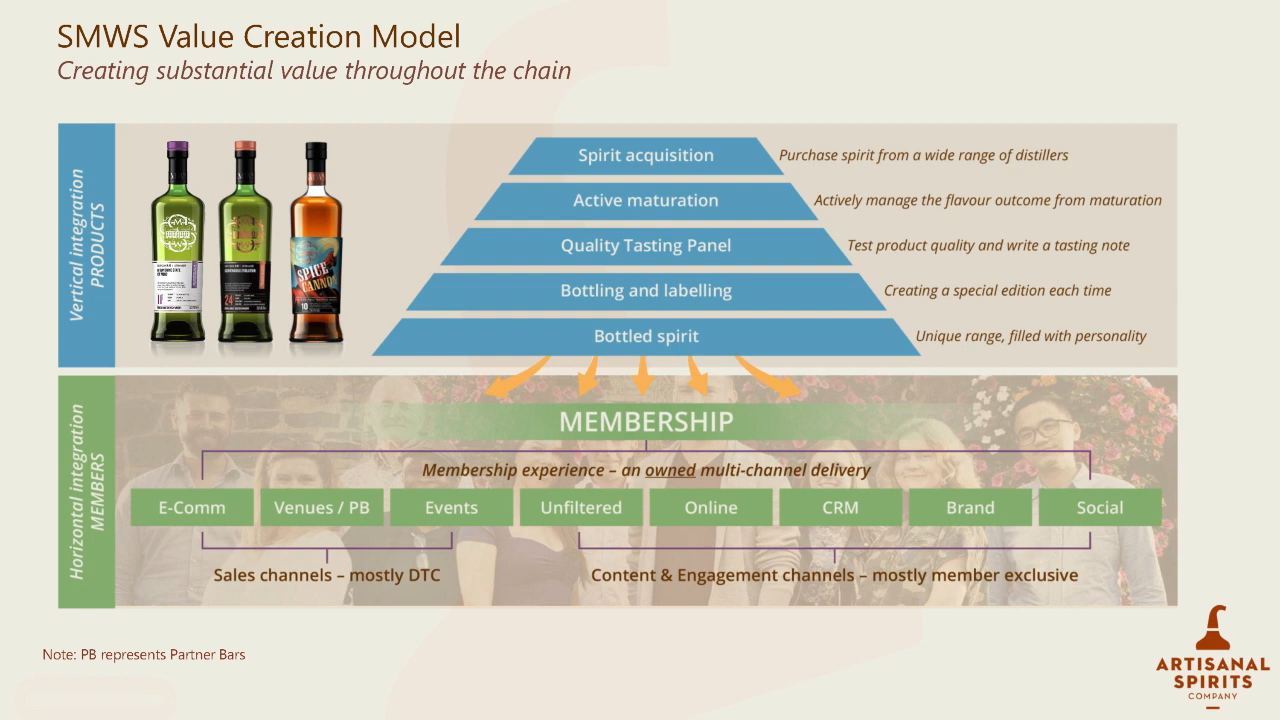 SMWS Value Creation Model
Creating substantial value throughout the chain
Vertical integration
PRODUCTS
SPICE
CANNON
10
24
Spirit acquisition
Purchase spirit from a wide range of distillers
Active maturation
Actively manage the flavour outcome from maturation
Quality Tasting Panel
Test product quality and write a tasting note
Bottling and labelling
Creating a special edition each time
Bottled spirit
Unique range, filled with personality
Horizontal integration
MEMBERS
MEMBERSHIP
Membership experience – an owned multi-channel delivery
E-Comm
Venues / PB
Events
Unfiltered
Online
CRM
Brand
Social
Sales channels – mostly DTC
Content & Engagement channels – mostly member exclusive
Note: PB represents Partner Bars
ARTISANAL
SPIRITS
COMPANY